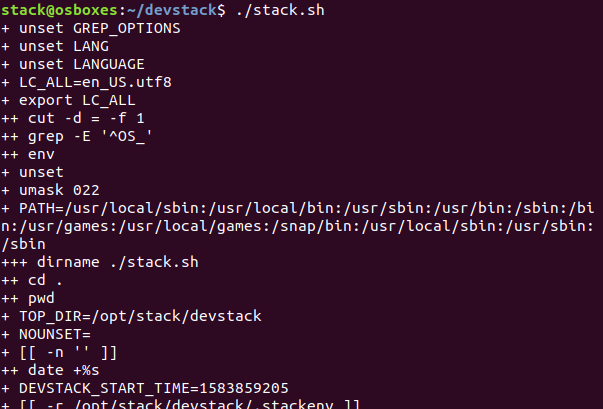 stack@osboxes:~/devstack$ ./stack.sh
+ unset GREP_OPTIONS
+ unset LANG
+ unset LANGUAGE
+ LC_ALL=en_US.utf8
+ export LC_ALL
++ cut -d = -f 1
++ grep -E '^OS_'
++ env
+ unset
+ umask 022
+ PATH=/usr/local/sbin:/usr/local/bin:/usr/sbin:/usr/bin:/sbin:/bi
n:/usr/games:/usr/local/games:/snap/bin:/usr/local/sbin:/usr/sbin:
/sbin
+++ dirname ./stack.sh
++ cd .
++ pwd
+ TOP_DIR=/opt/stack/devstack
+ NOUNSET=
+ [[ -n '' ]]
++ date +%s
+ DEVSTACK_START_TIME=1583859205
+ [[ -r /opt/stack/devstack/.stackenv ]]